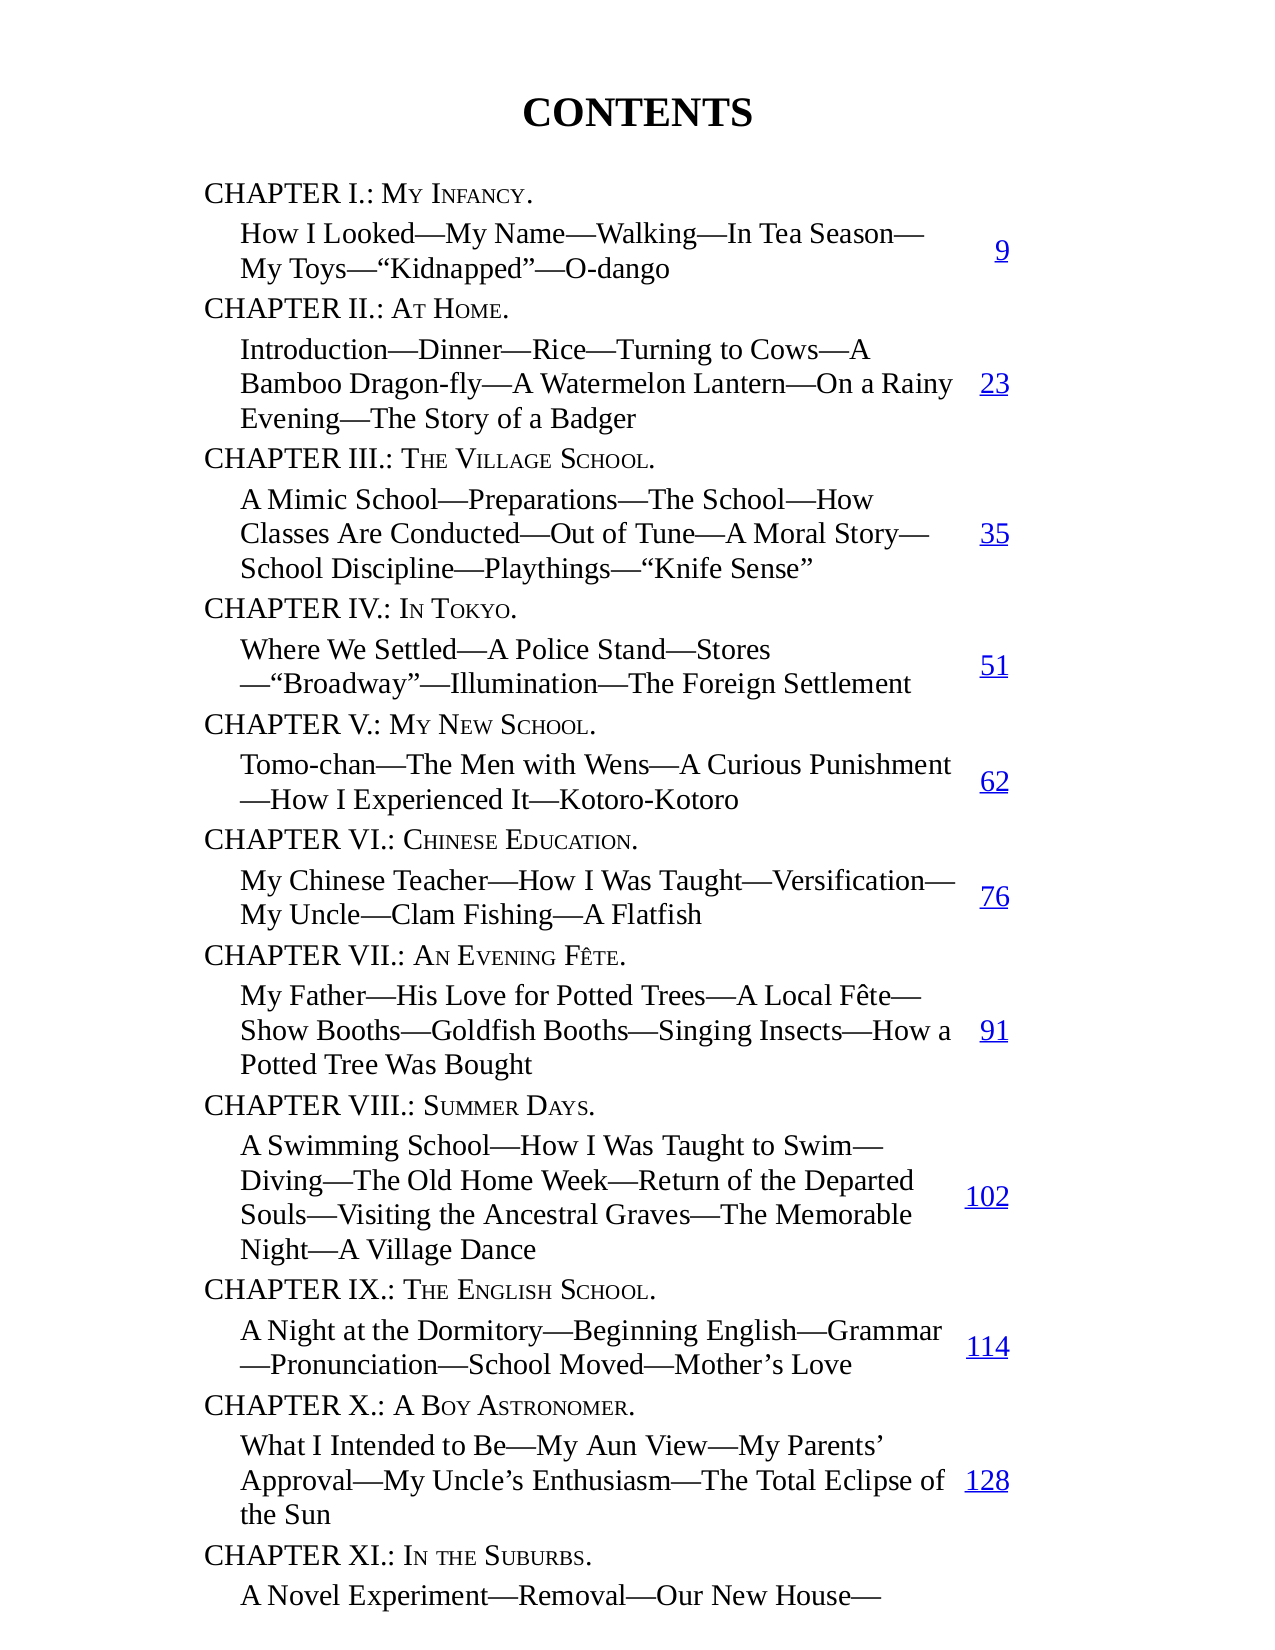 CONTENTS
CHAPTER I.: My Infancy.
How I Looked—My Name—Walking—In Tea Season—
My Toys—“Kidnapped”—O-dango
9
CHAPTER II.: At Home.
Introduction—Dinner—Rice—Turning to Cows—A
Bamboo Dragon-fly—A Watermelon Lantern—On a Rainy
Evening—The Story of a Badger
23
CHAPTER III.: The Village School.
A Mimic School—Preparations—The School—How
Classes Are Conducted—Out of Tune—A Moral Story—
School Discipline—Playthings—“Knife Sense”
35
CHAPTER IV.: In Tokyo.
Where We Settled—A Police Stand—Stores
—“Broadway”—Illumination—The Foreign Settlement
51
CHAPTER V.: My New School.
Tomo-chan—The Men with Wens—A Curious Punishment
—How I Experienced It—Kotoro-Kotoro
62
CHAPTER VI.: Chinese Education.
My Chinese Teacher—How I Was Taught—Versification—
My Uncle—Clam Fishing—A Flatfish
76
CHAPTER VII.: An Evening Fête.
My Father—His Love for Potted Trees—A Local Fête—
Show Booths—Goldfish Booths—Singing Insects—How a
Potted Tree Was Bought
91
CHAPTER VIII.: Summer Days.
A Swimming School—How I Was Taught to Swim—
Diving—The Old Home Week—Return of the Departed
Souls—Visiting the Ancestral Graves—The Memorable
Night—A Village Dance
102
CHAPTER IX.: The English School.
A Night at the Dormitory—Beginning English—Grammar
—Pronunciation—School Moved—Mother’s Love
114
CHAPTER X.: A Boy Astronomer.
What I Intended to Be—My Aun View—My Parents’
Approval—My Uncle’s Enthusiasm—The Total Eclipse of
the Sun
128
CHAPTER XI.: In the Suburbs.
A Novel Experiment—Removal—Our New House—